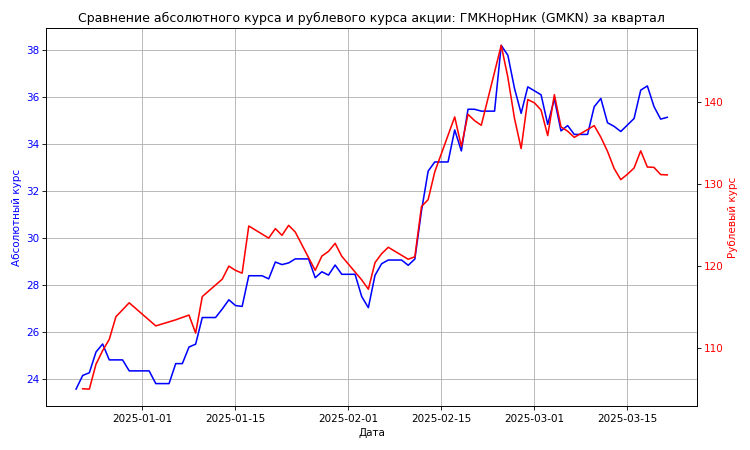 Сравнение абсолютного курса и рублевого курса акции: ГМКНорНик (GMKN) за квартал
38
36
34
32
30
28
26
24
Абсолютный курс
140
130
120
110
Рублевый курс
2025-01-01 2025-01-15 2025-02-01 2025-02-15 2025-03-01 2025-03-15
Дата